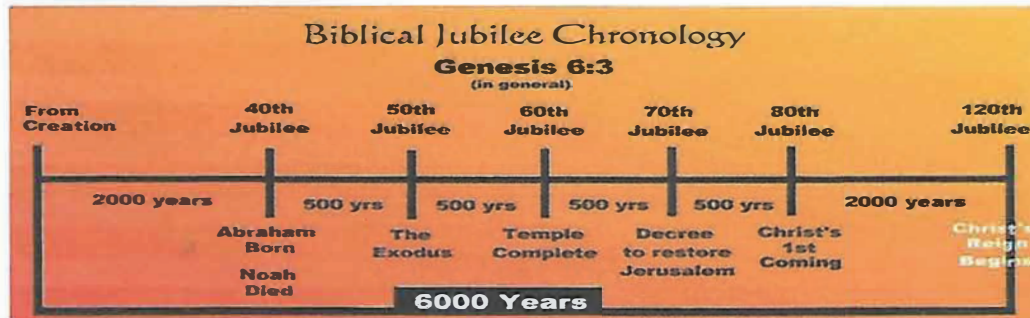 Biblical Jubilee Chronology
Genesis 6:3
(in general)
From
Creation
40th
Jubilee
50th
Jubilee
60th
Jubilee
70th
Jubilee
80th
Jubilee
120th
Jubilee
2000 years
500 yrs
500 yrs
500 yrs
500 yrs
2000 years
Abraham
Born
Noah
Died
The
Exodus
Temple
Complete
Decree
to restore
Jerusalem
Christ's
1st
Coming
Christ's
Reign
Begins
6000 Years